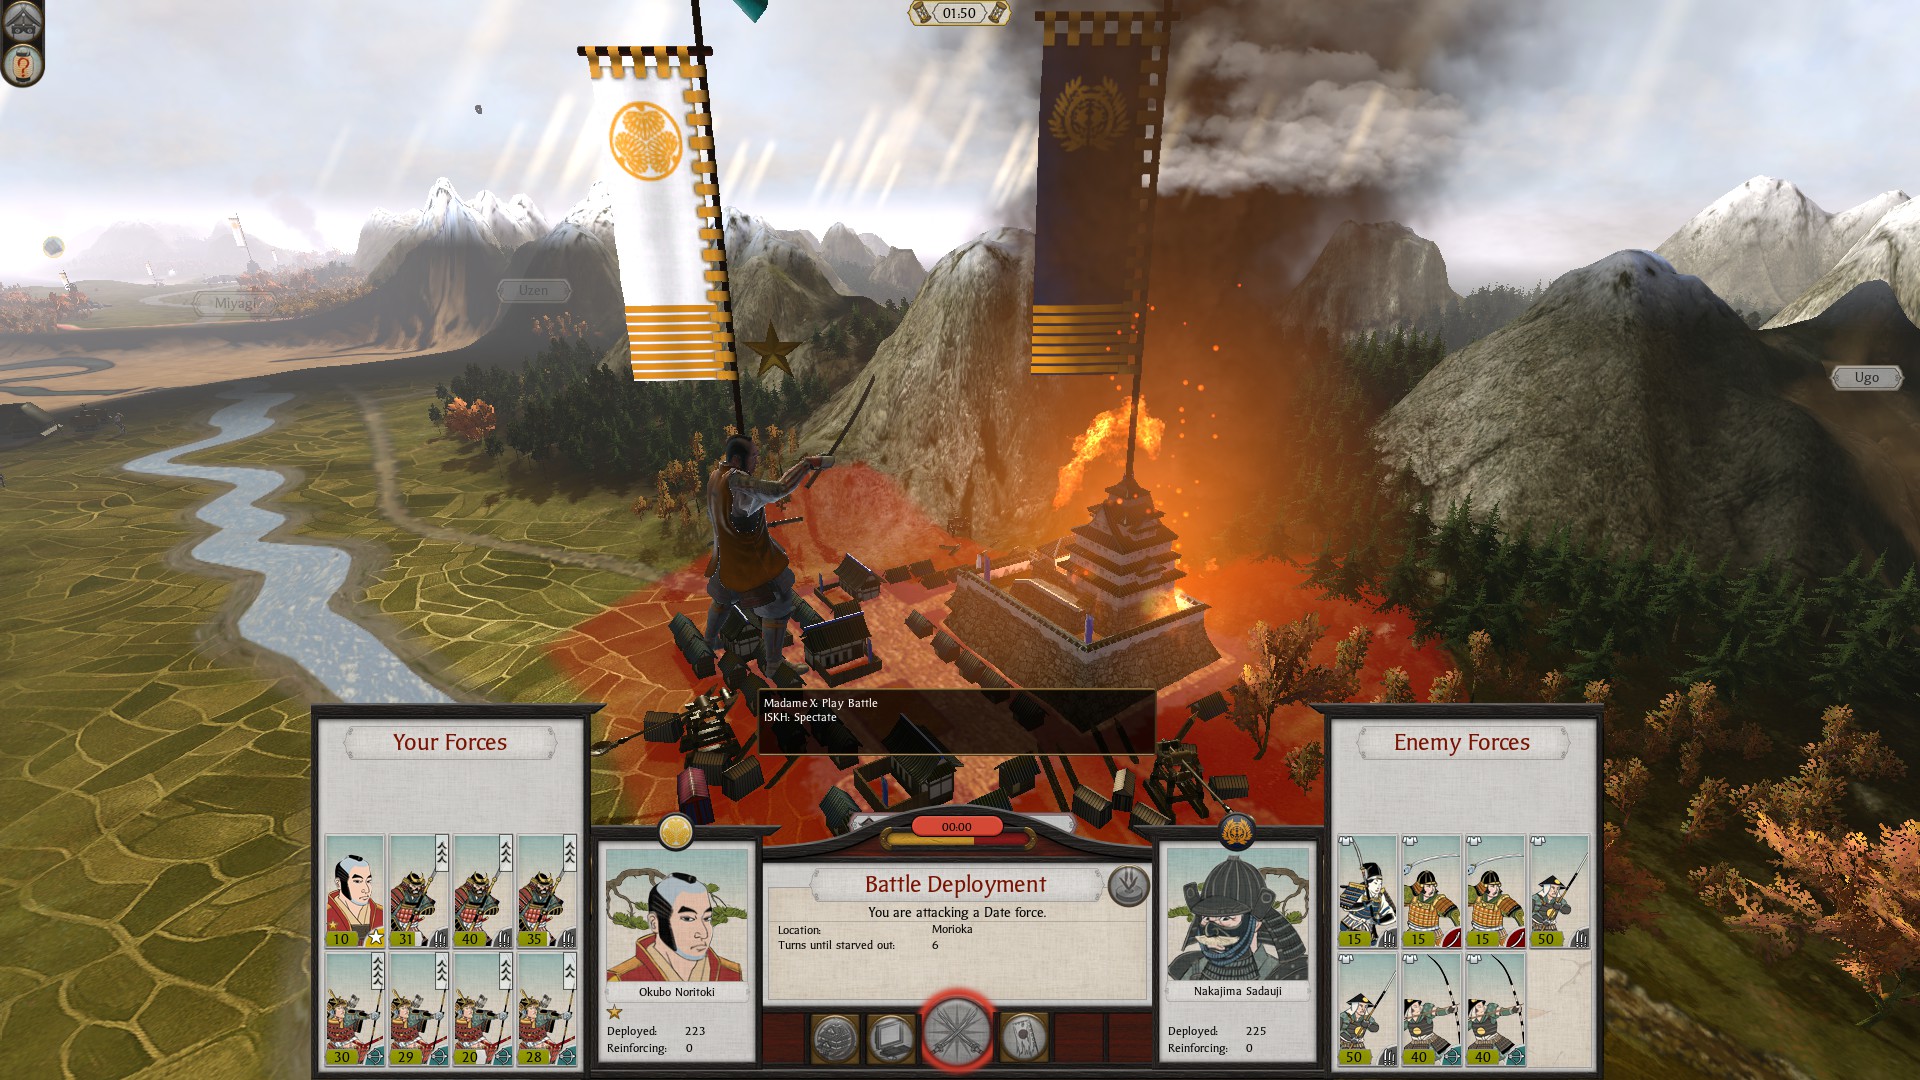 01:50
?
Miyagi
Uzen
Ugo
Madame X: Play Battle
ISKH: Spectate
Your Forces
10
31
40
35
30
29
20
28
Okubo Noritoki
Deployed: 223
Reinforcing: 0
00:00
Battle Deployment
You are attacking a Date force.
Location: Morioka
Turns until starved out: 6
Nakajima Sadauji
Deployed: 225
Reinforcing: 0
Enemy Forces
15
15
15
50
50
40
40